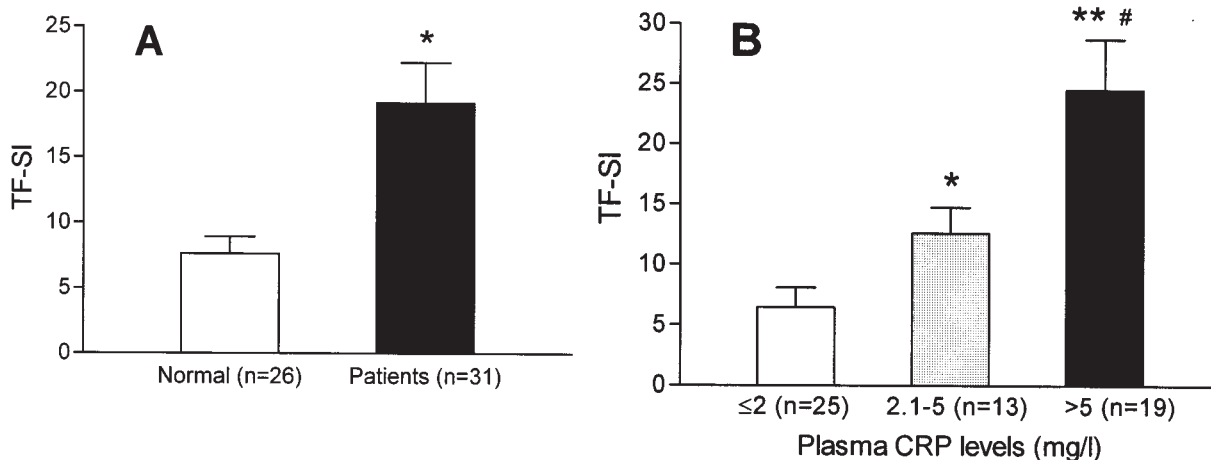 A
TF-SI
25
20
15
10
5
0
*
Normal (n=26) Patients (n=31)
B
TF-SI
30
25
20
15
10
5
0
*
** #
≤2 (n=25) 2.1-5 (n=13) >5 (n=19)
Plasma CRP levels (mg/l)